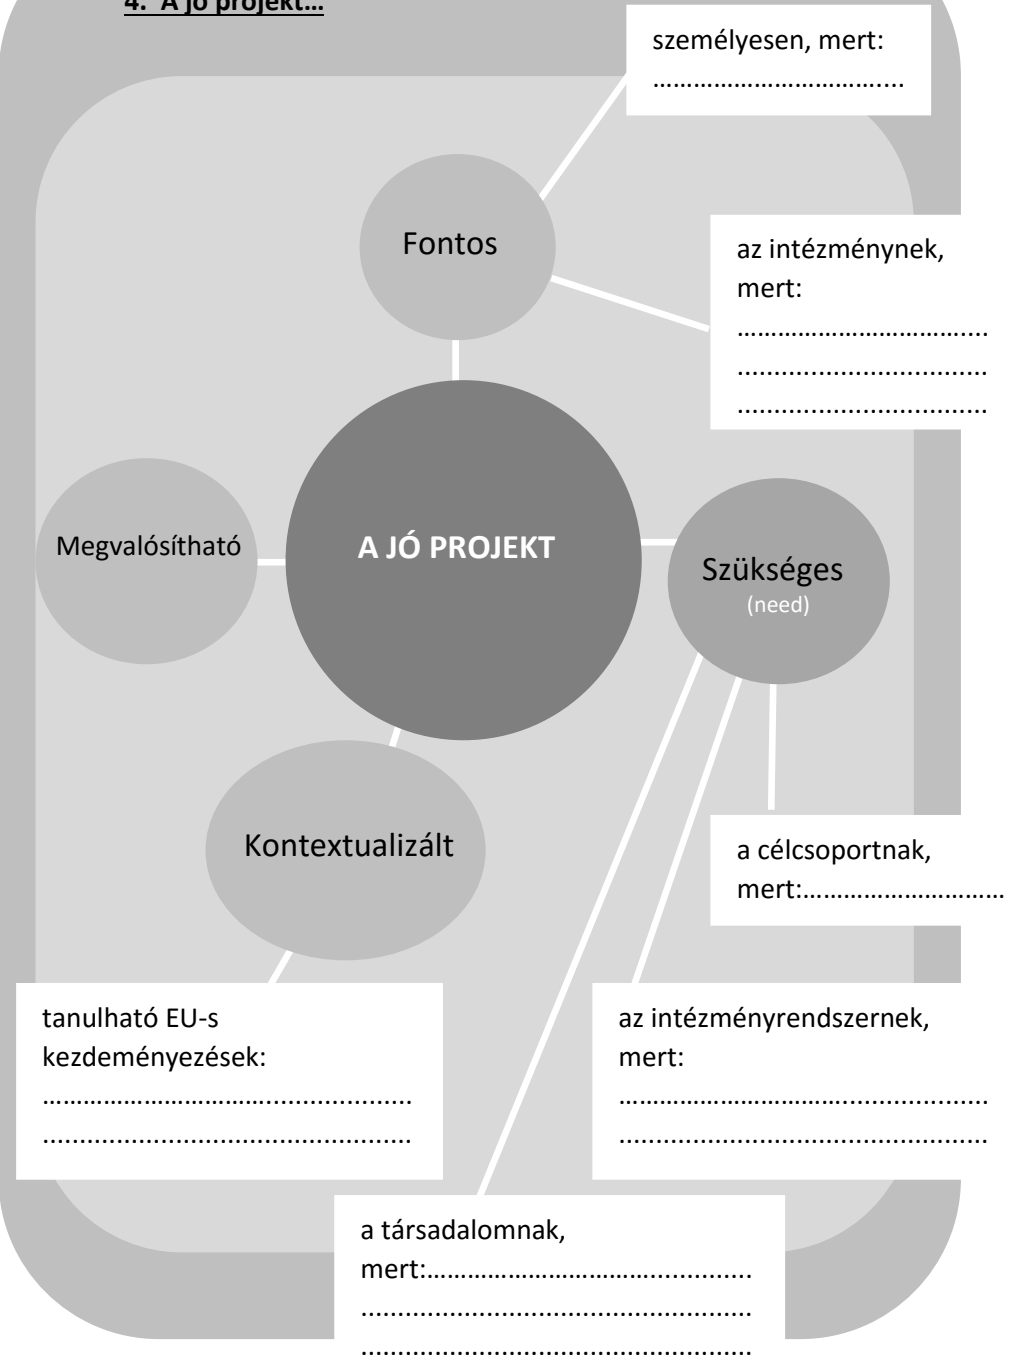 4. A jó projekt...
személyesen, mert:
……………………………....
Fontos
az intézménynek,
mert:
……………………………....
..................................
..................................
Megvalósítható
A JÓ PROJEKT
Szükséges
(need)
Kontextualizált
a célcsoportnak,
mert:…………………………
tanulható EU-s
kezdeményezések:
……………………………....................
..................................................
az intézményrendszernek,
mert:
……………………………....................
..................................................
a társadalomnak,
mert:……………………………..............
.....................................................
.....................................................